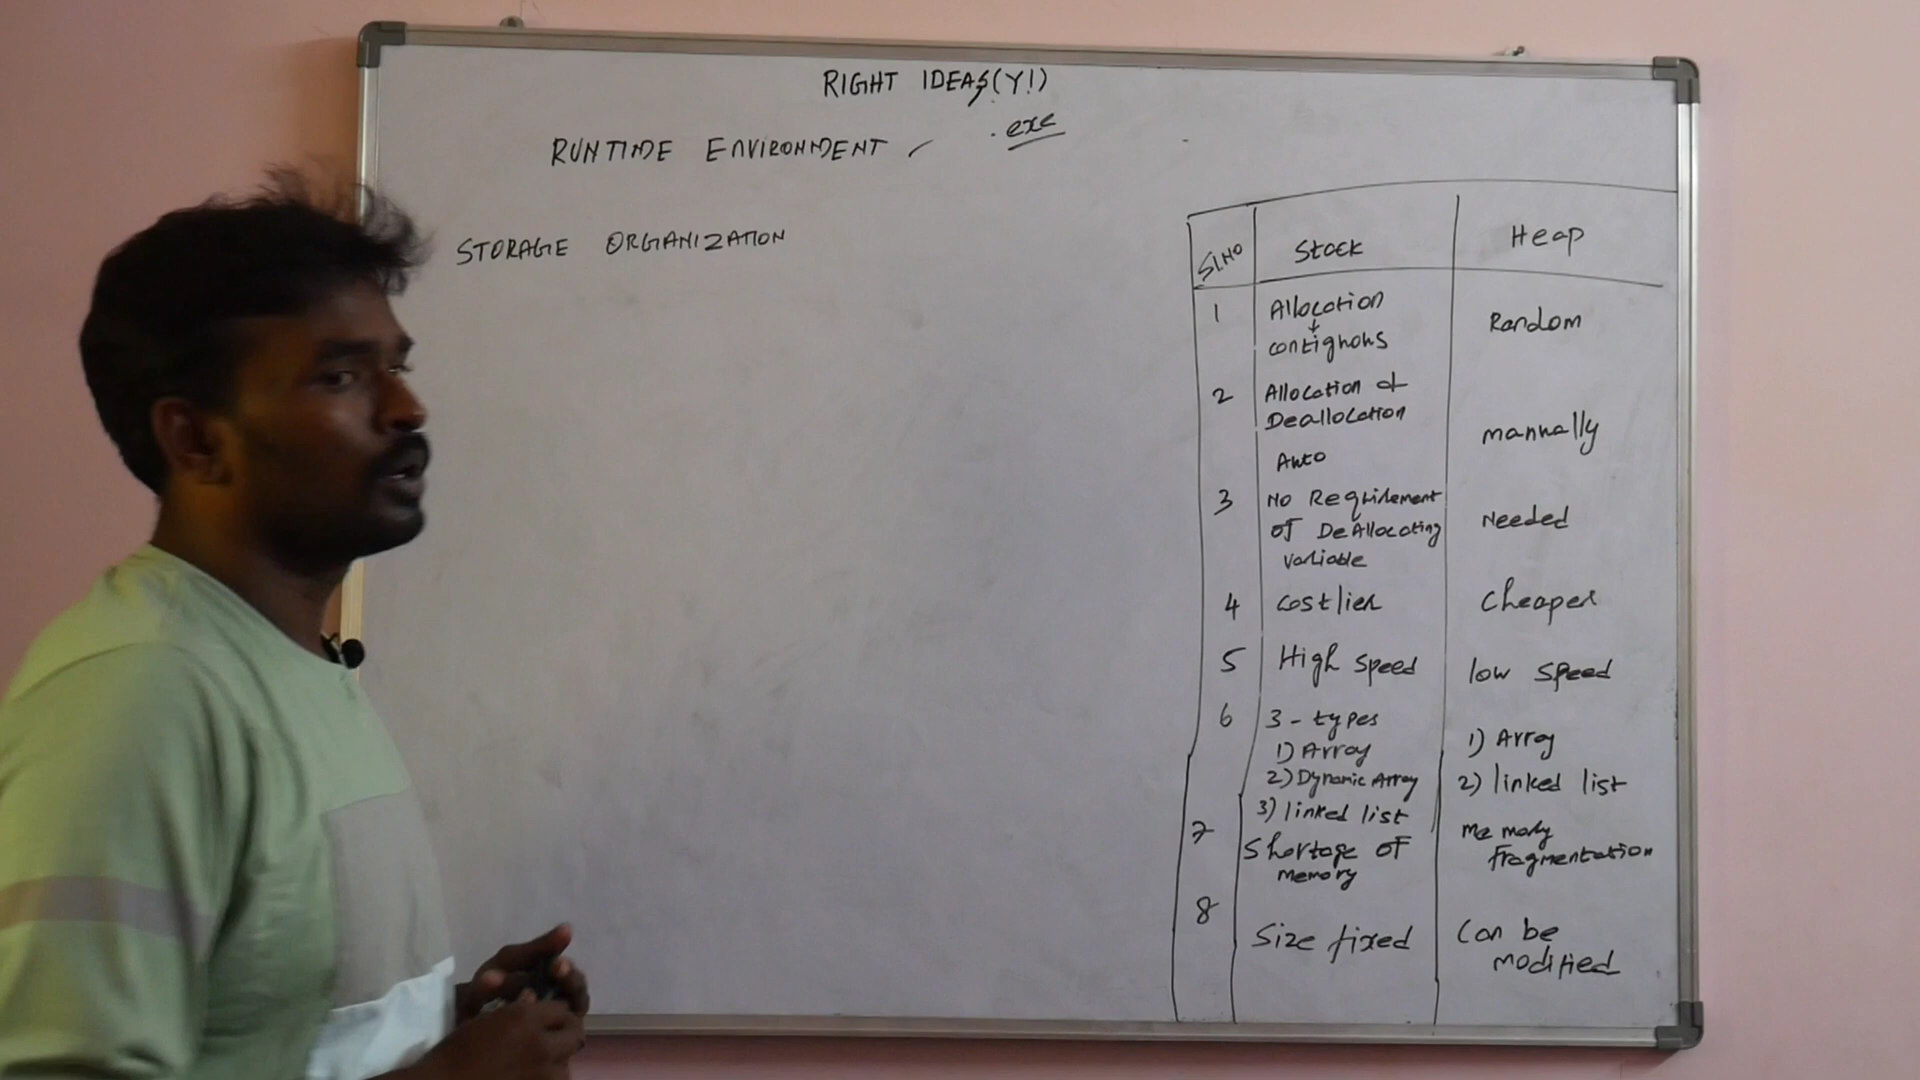 RIGHT IDEAS(Y!)
RUNTIME ENVIRONMENT
.exe
STORAGE ORGANIZATION
Sl.NO Stack Heap
1 Allocation Random
contiguous
2 Allocation &
Deallocation manually
Auto
3 No Requirement Needed
of DeAllocating
variable
4 Costlier Cheaper
5 High speed low speed
6 3-types
1) Array 1) Array
2) Dynamic Array 2) linked list
3) linked list
7 Shortage of Memory
memory fragmentation
8 Size fixed Can be
modified